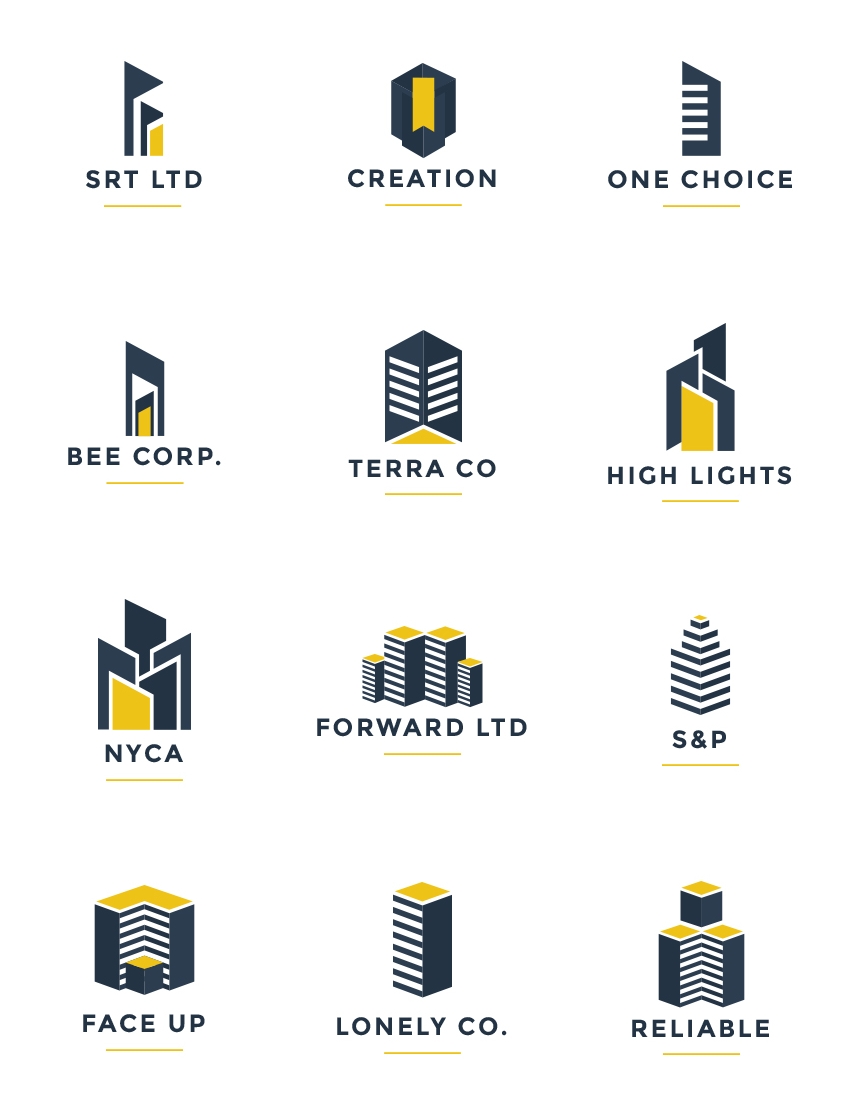 SRT LTD
CREATION
ONE CHOICE
BEE CORP.
TERRA CO
HIGH LIGHTS
NYCA
FORWARD LTD
S&P
FACE UP
LONELY CO.
RELIABLE